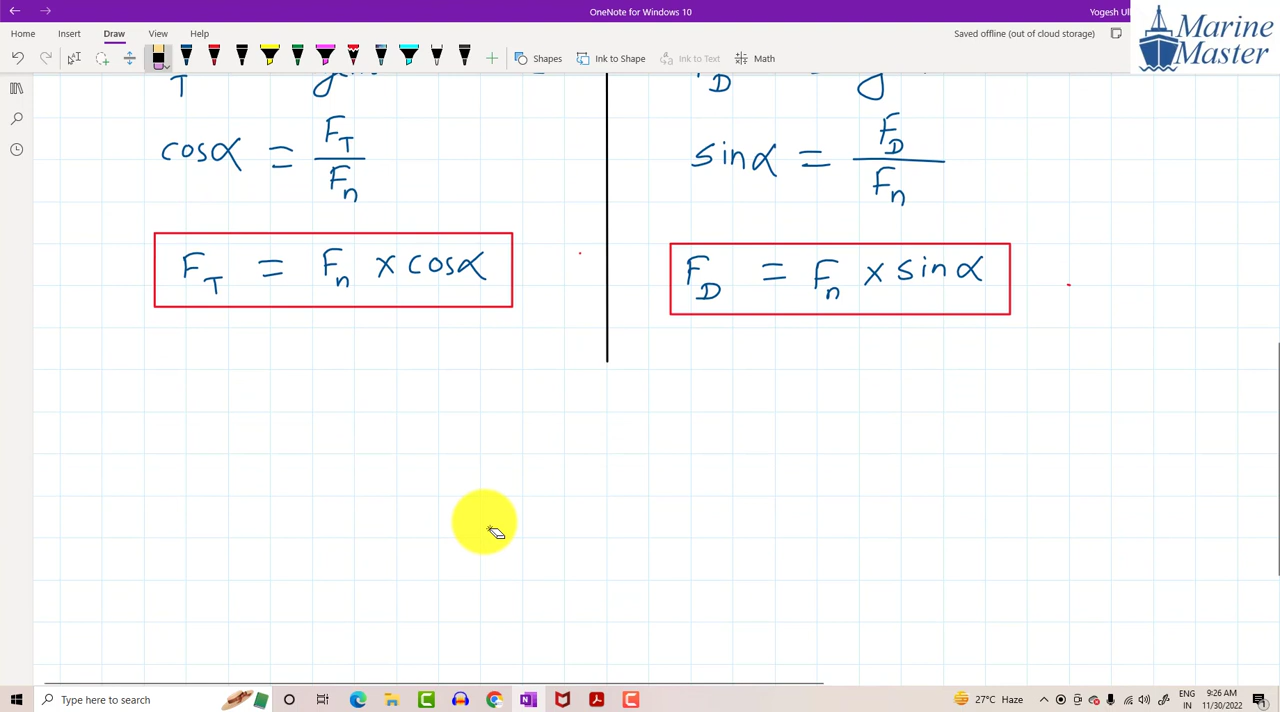 OneNote for Windows 10
Yogesh Ull
Home Insert Draw View Help
Saved offline (out of cloud storage)
Marine
Master
Shapes Ink to Shape Ink to Text Math
T
D
cosα = F_T / F_n
sinα = F_D / F_n
F_T = F_n × cosα
F_D = F_n × sinα
Type here to search
27°C Haze
ENG
IN
9:26 AM
11/30/2022